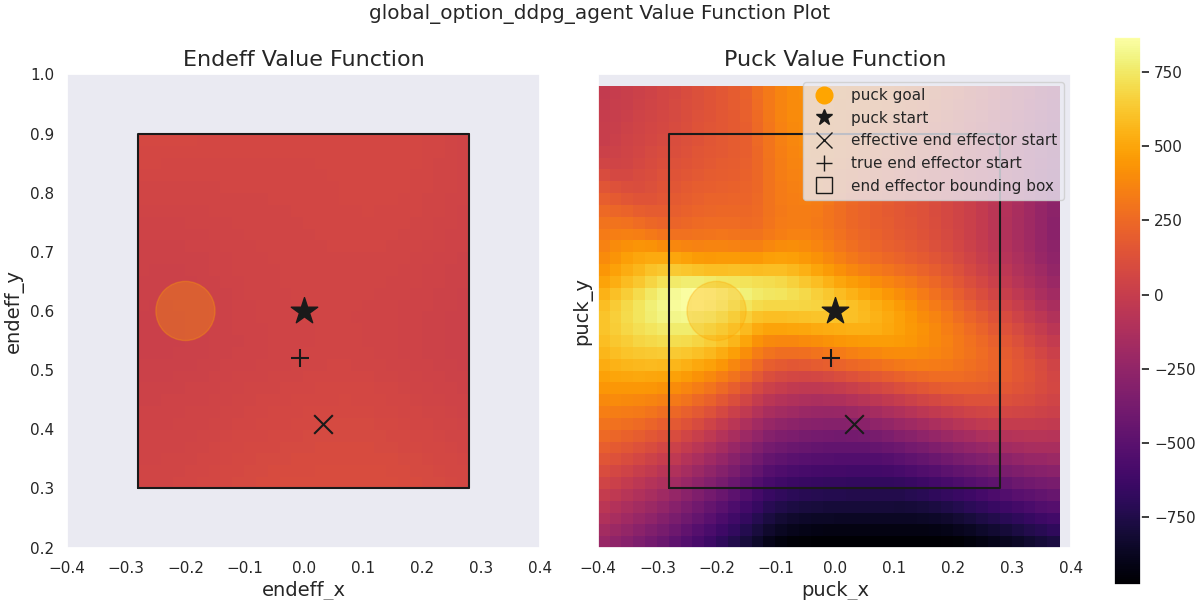 global_option_ddpg_agent Value Function Plot
Endeff Value Function
1.0
0.9
0.8
0.7
0.6
0.5
0.4
0.3
0.2
endeff_y
−0.4 −0.3 −0.2 −0.1 0.0 0.1 0.2 0.3 0.4
endeff_x
Puck Value Function
puck goal
puck start
effective end effector start
true end effector start
end effector bounding box
puck_y
−0.4 −0.3 −0.2 −0.1 0.0 0.1 0.2 0.3 0.4
puck_x
750
500
250
0
−250
−500
−750